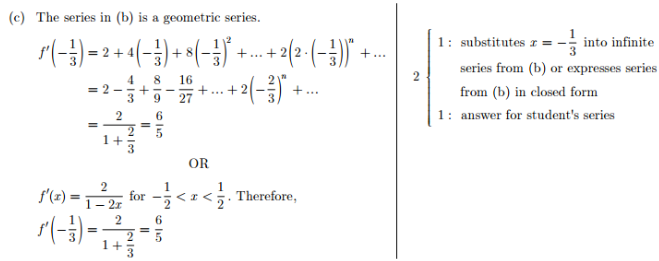 (c) The series in (b) is a geometric series.
f′(−1/3) = 2 + 4(−1/3) + 8(−1/3)² + ... + 2(2·(−1/3))ⁿ + ...
= 2 − 4/3 + 8/9 − 16/27 + ... + 2(−2/3)ⁿ + ...
= 2/(1 + 2/3) = 6/5
OR
f′(x) = 2/(1 − 2x) for −1/2 < x < 1/2. Therefore,
f′(−1/3) = 2/(1 + 2/3) = 6/5
2 {
1: substitutes x = −1/3 into infinite
series from (b) or expresses series
from (b) in closed form
1: answer for student's series